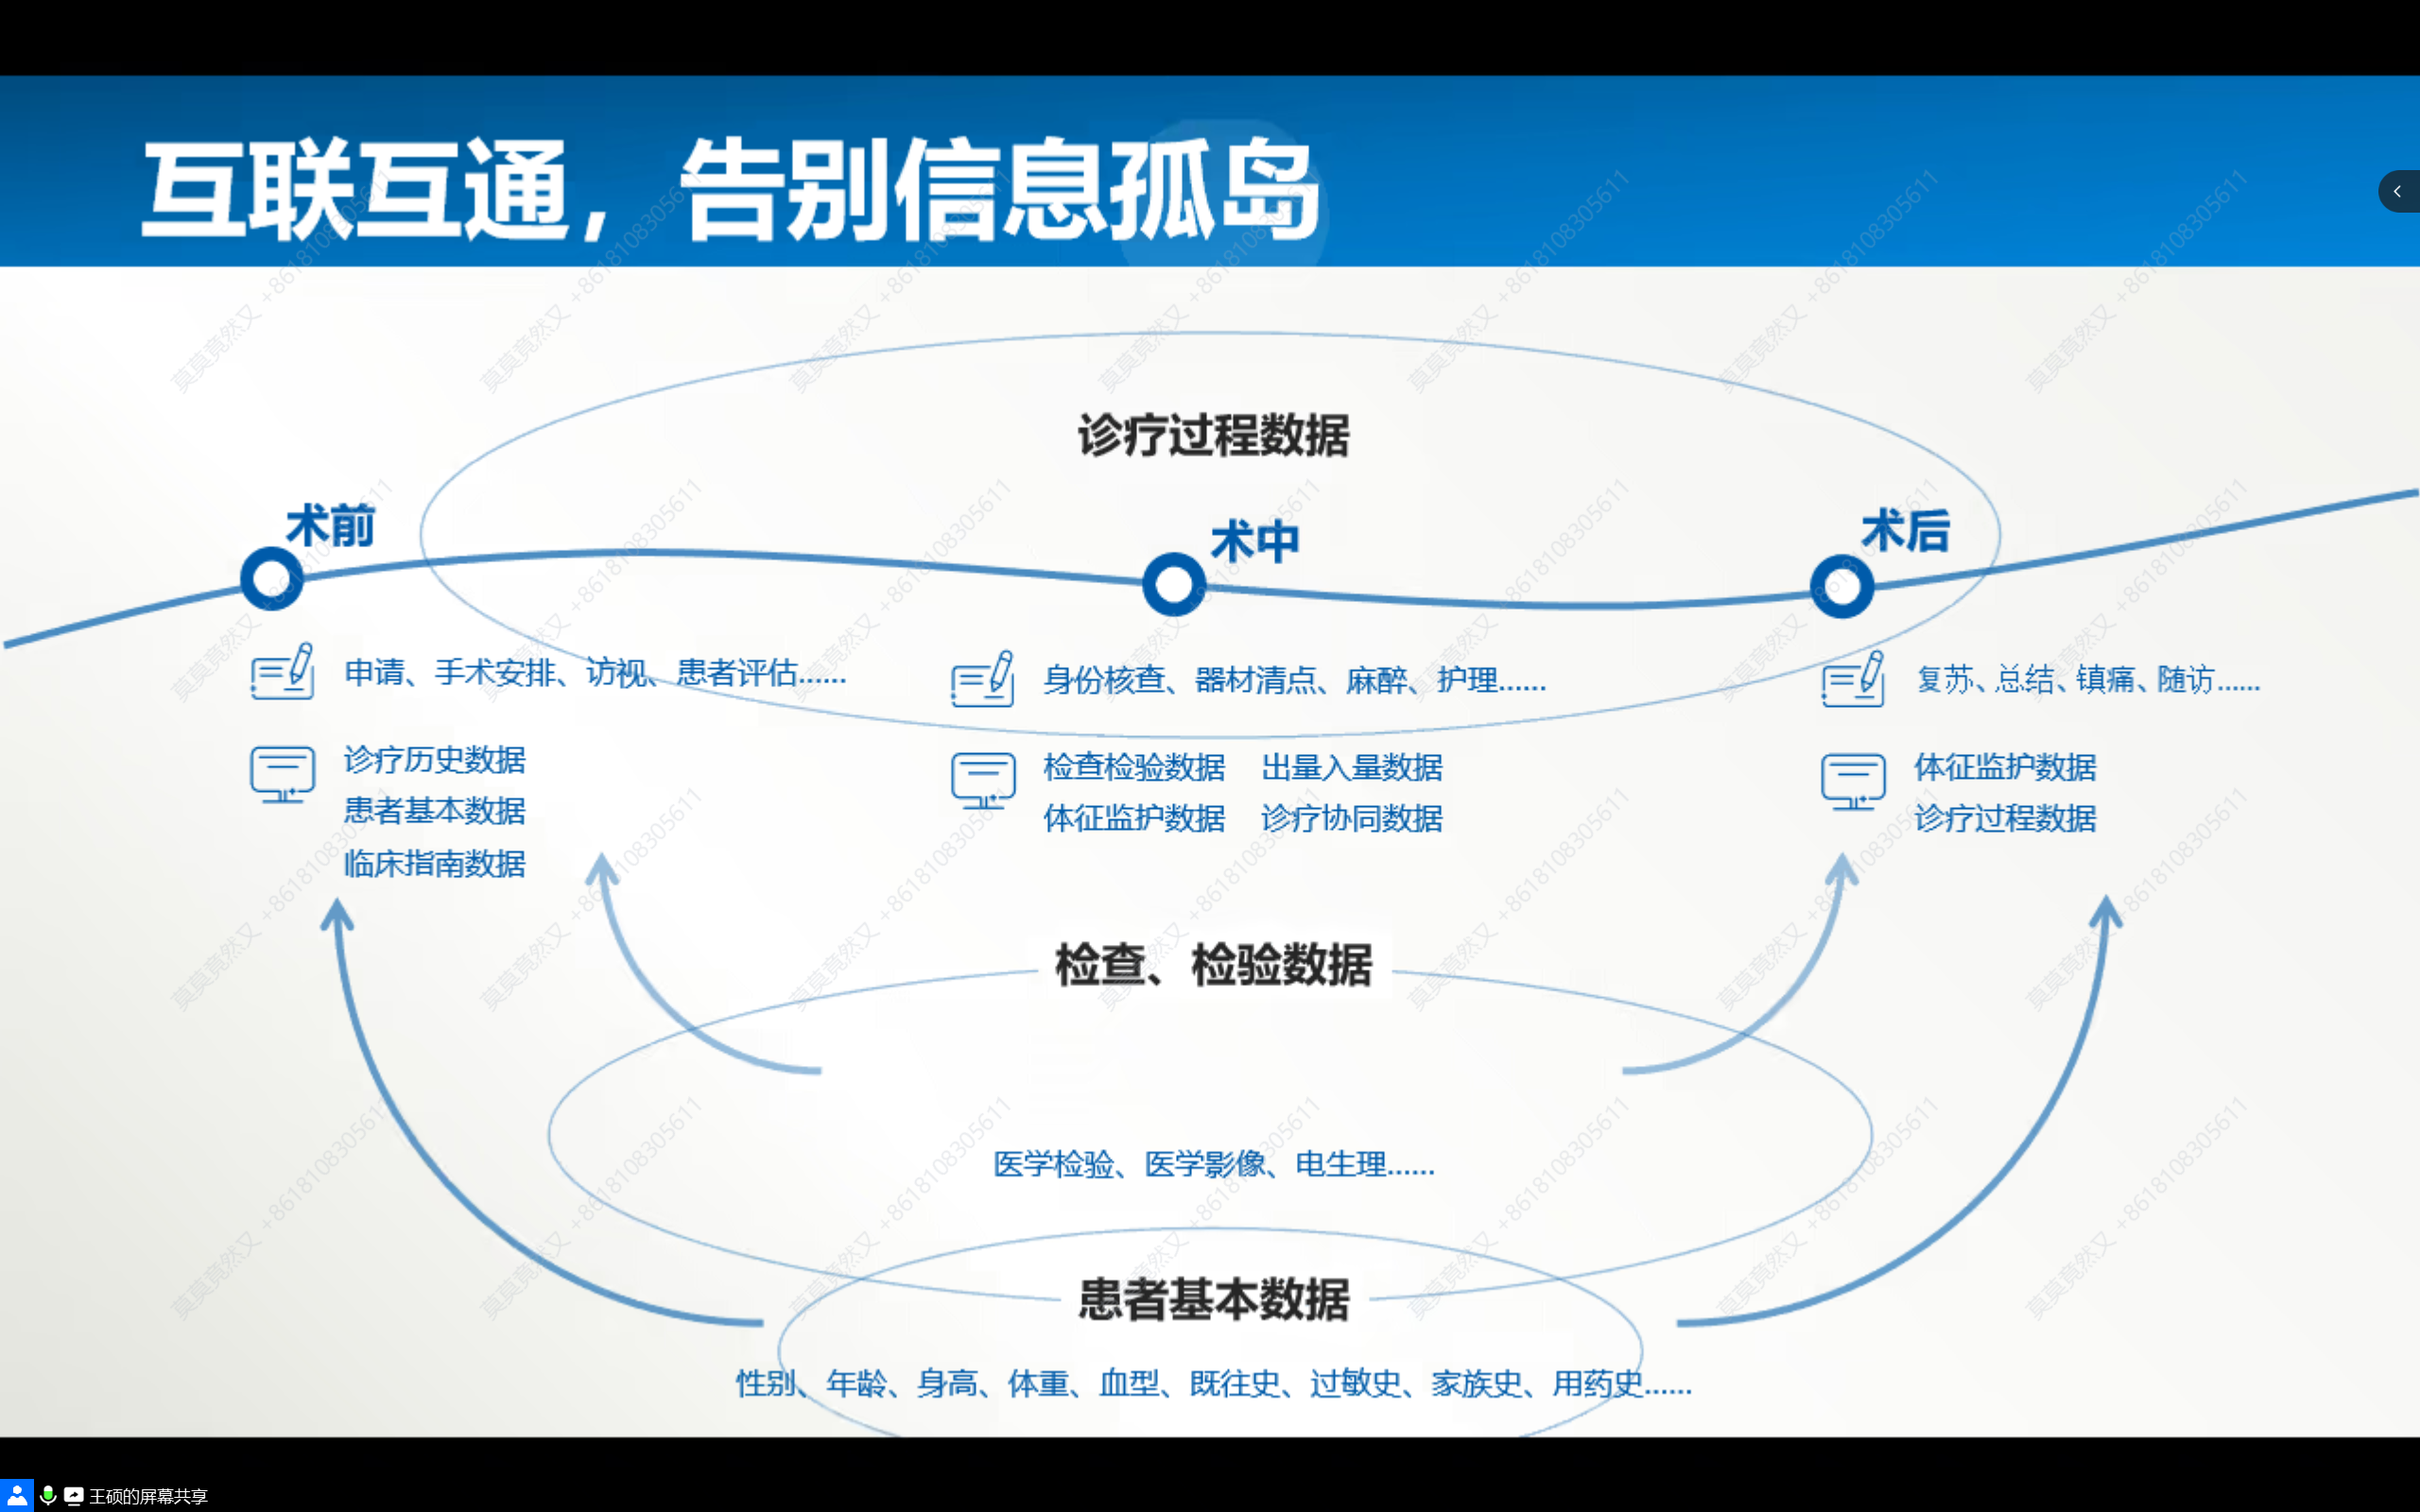 互联互通，告别信息孤岛
诊疗过程数据
术前
术中
术后
申请、手术安排、访视、患者评估......
诊疗历史数据
患者基本数据
临床指南数据
身份核查、器材清点、麻醉、护理......
检查检验数据 出量入量数据
体征监护数据 诊疗协同数据
复苏、总结、镇痛、随访......
体征监护数据
诊疗过程数据
检查、检验数据
医学检验、医学影像、电生理......
患者基本数据
性别、年龄、身高、体重、血型、既往史、过敏史、家族史、用药史......
莫莫竟然又 +8618108305611
王硕的屏幕共享